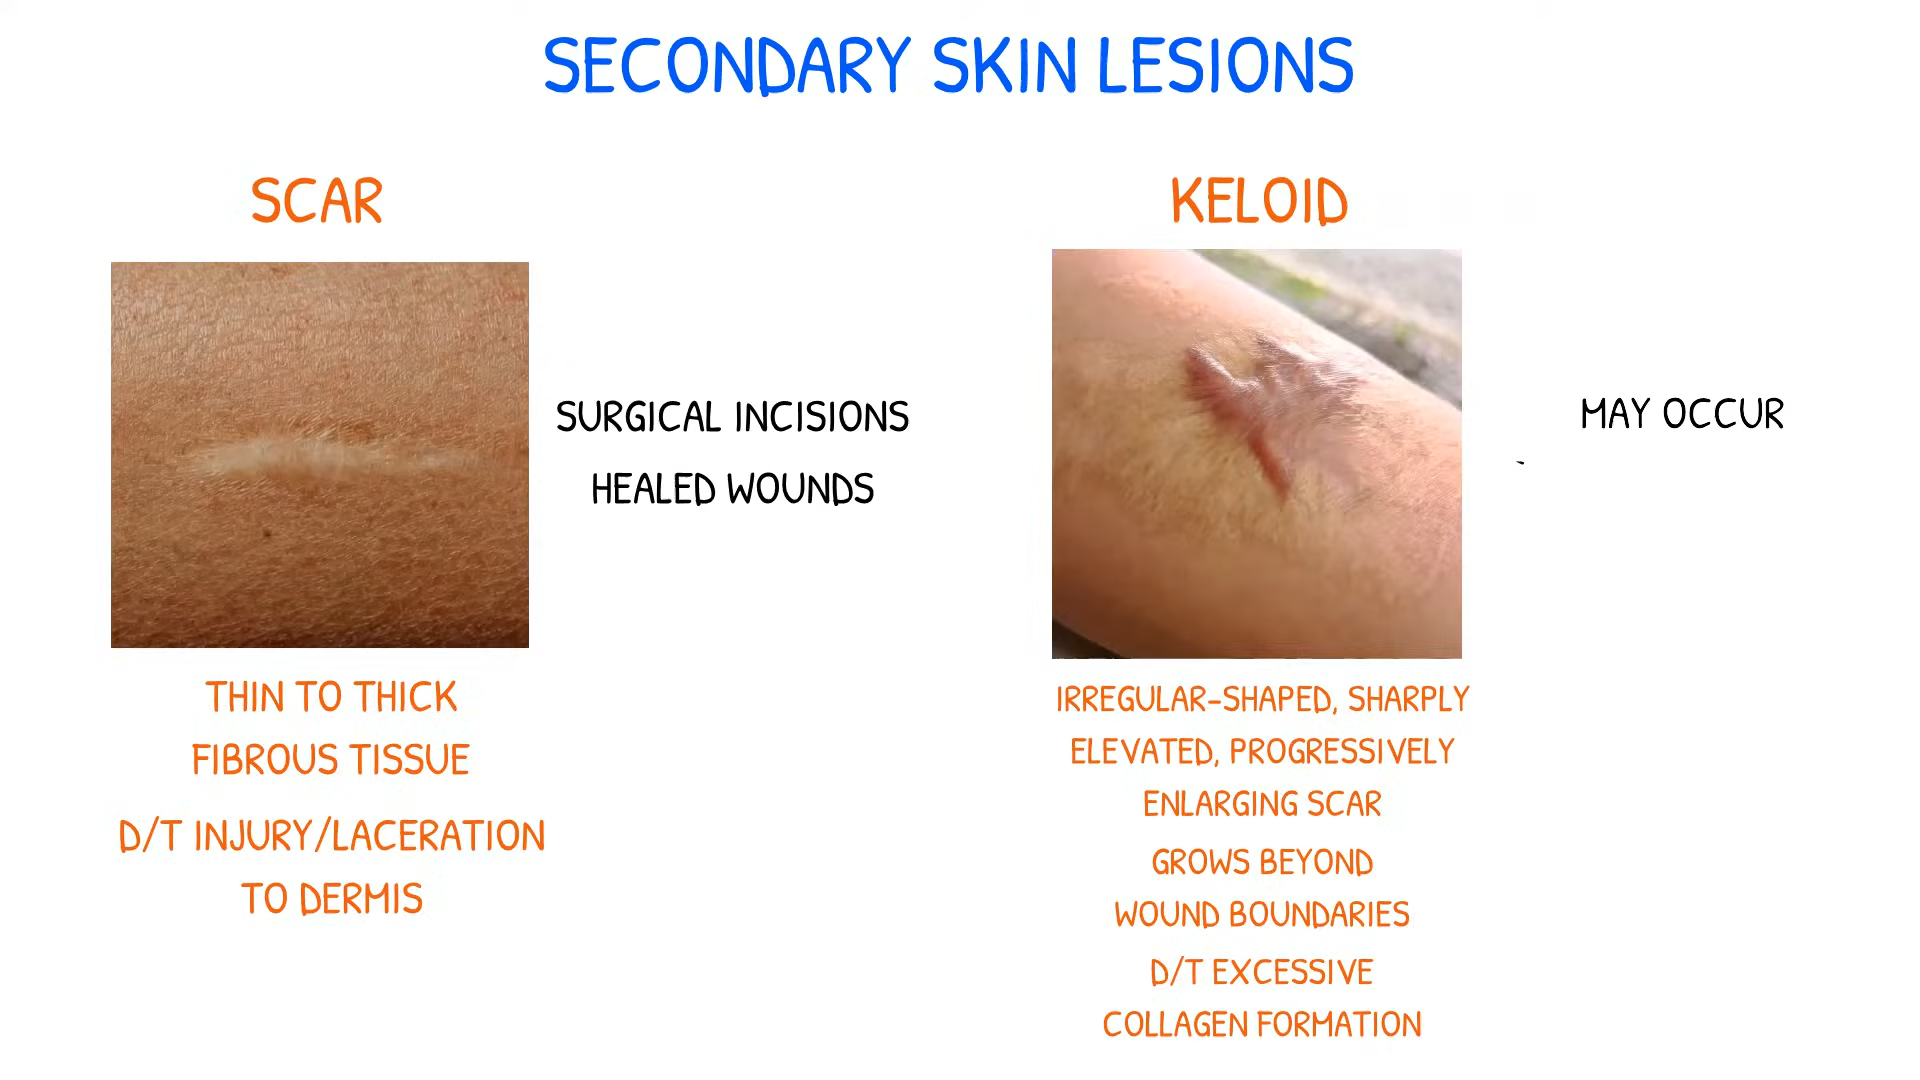 SECONDARY SKIN LESIONS
SCAR
SURGICAL INCISIONS
HEALED WOUNDS
THIN TO THICK
FIBROUS TISSUE
D/T INJURY/LACERATION
TO DERMIS
KELOID
MAY OCCUR
IRREGULAR-SHAPED, SHARPLY
ELEVATED, PROGRESSIVELY
ENLARGING SCAR
GROWS BEYOND
WOUND BOUNDARIES
D/T EXCESSIVE
COLLAGEN FORMATION